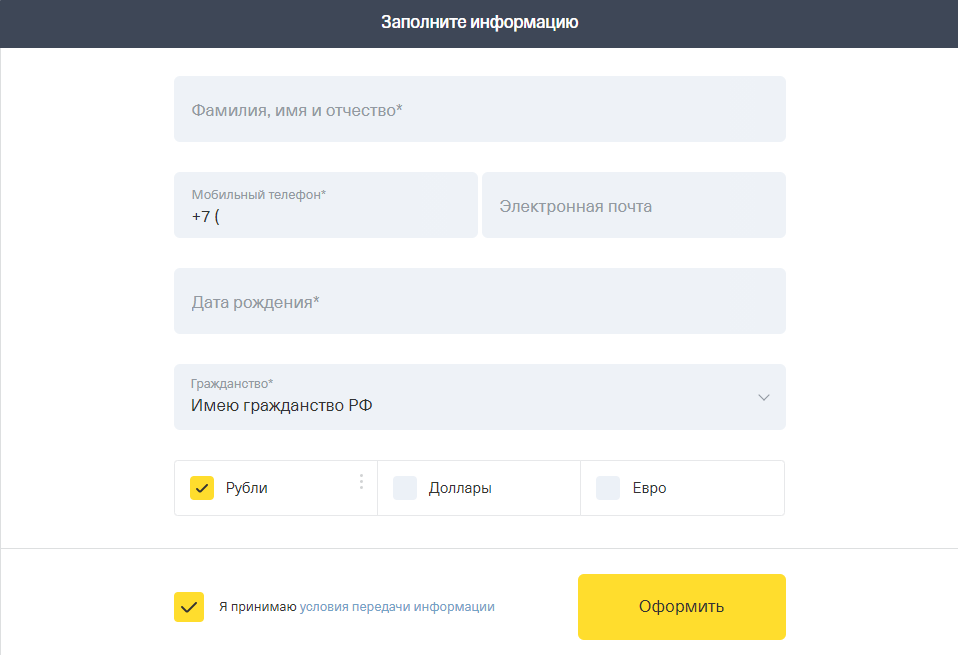 Заполните информацию
Фамилия, имя и отчество*
Мобильный телефон*
+7 (
Электронная почта
Дата рождения*
Гражданство*
Имею гражданство РФ
Рубли
Доллары
Евро
Я принимаю условия передачи информации
Оформить